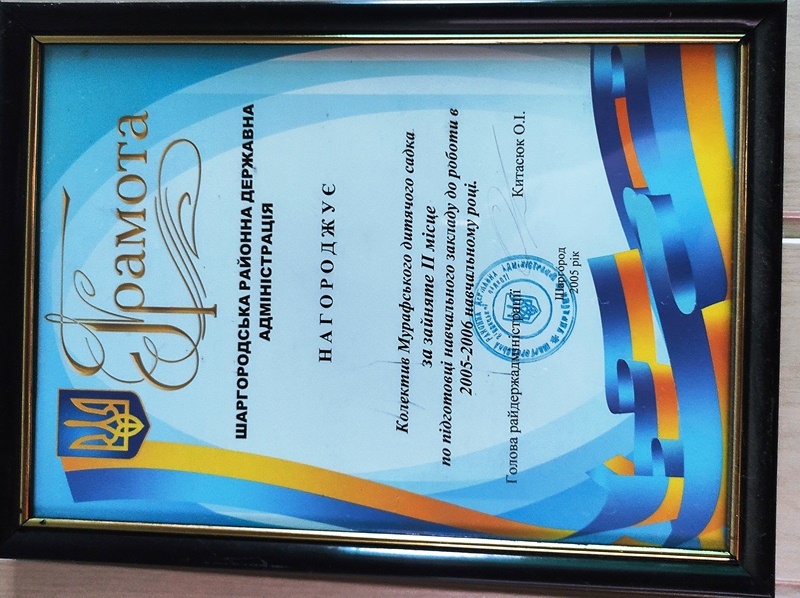 Грамота
ШАРГОРОДСЬКА РАЙОННА ДЕРЖАВНА
АДМІНІСТРАЦІЯ
НАГОРОДЖУЄ
Колектив Мурафського дитячого садка
за зайняте ІІ місце
по підготовці навчального закладу до роботи в
2005-2006 навчальному році.
Голова райдержадміністрації Китасюк О.І.
Шаргород
2005 рік